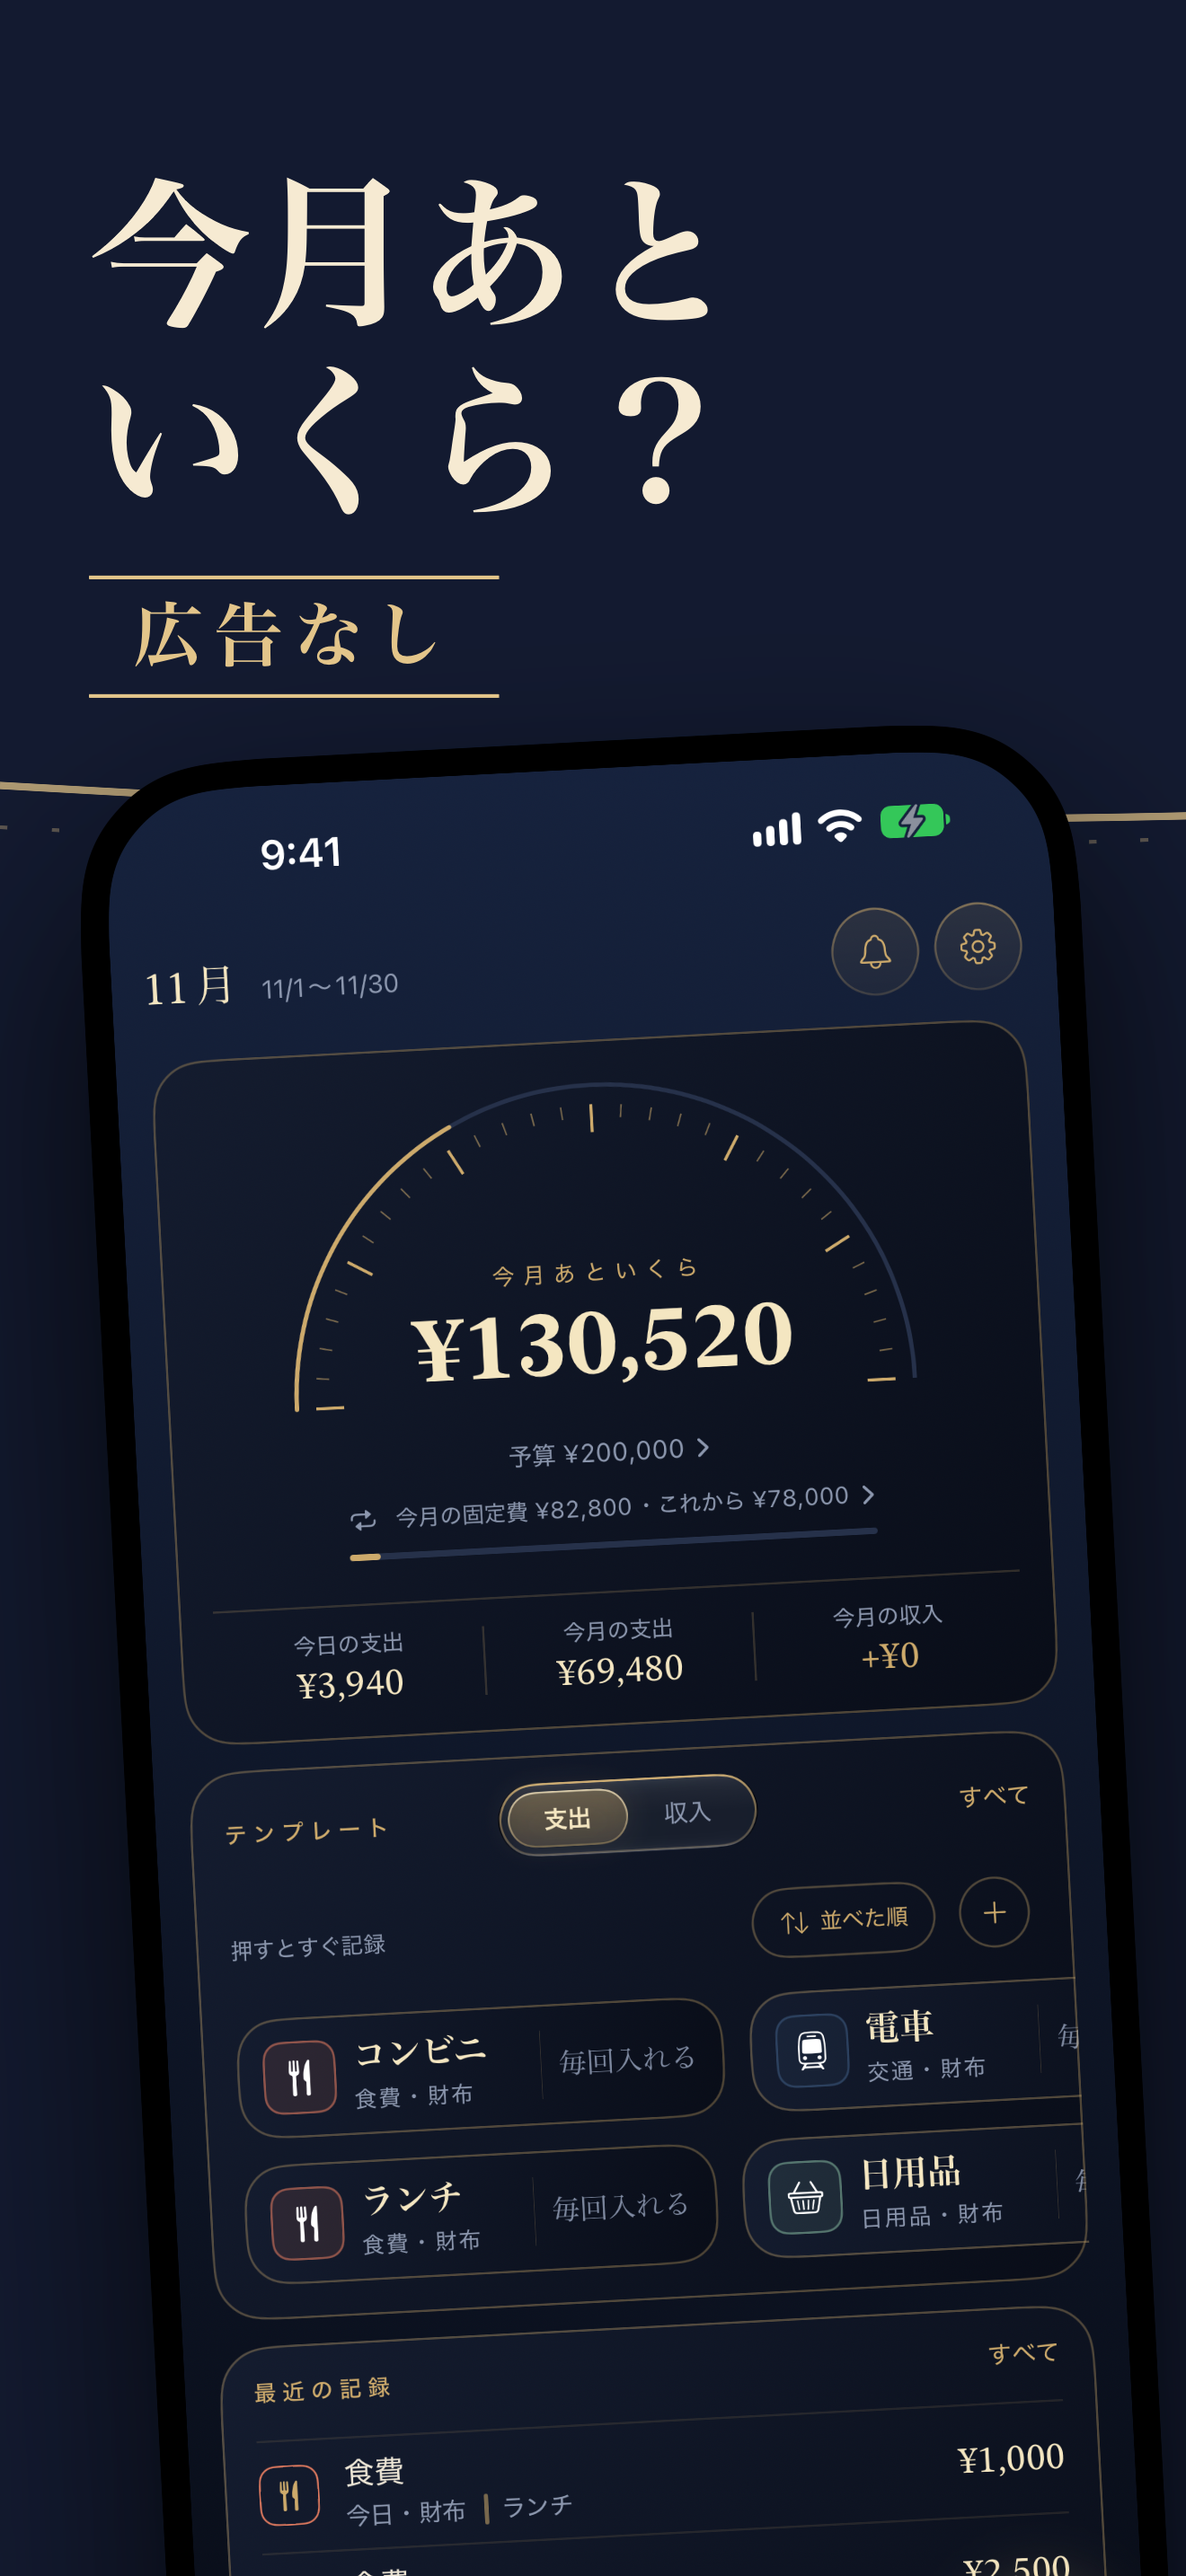 今月あと
いくら？
広告なし
9:41
11月 11/1〜11/30
今月あといくら
¥130,520
予算 ¥200,000
今月の固定費 ¥82,800・これから ¥78,000
今日の支出 今月の支出 今月の収入
¥3,940 ¥69,480 +¥0
テンプレート 支出 収入 すべて
押すとすぐ記録 並べた順
コンビニ 毎回入れる
食費・財布
電車
交通・財布
ランチ 毎回入れる
食費・財布
日用品
日用品・財布
最近の記録 すべて
食費 ¥1,000
今日・財布 ランチ
食費 ¥2,500